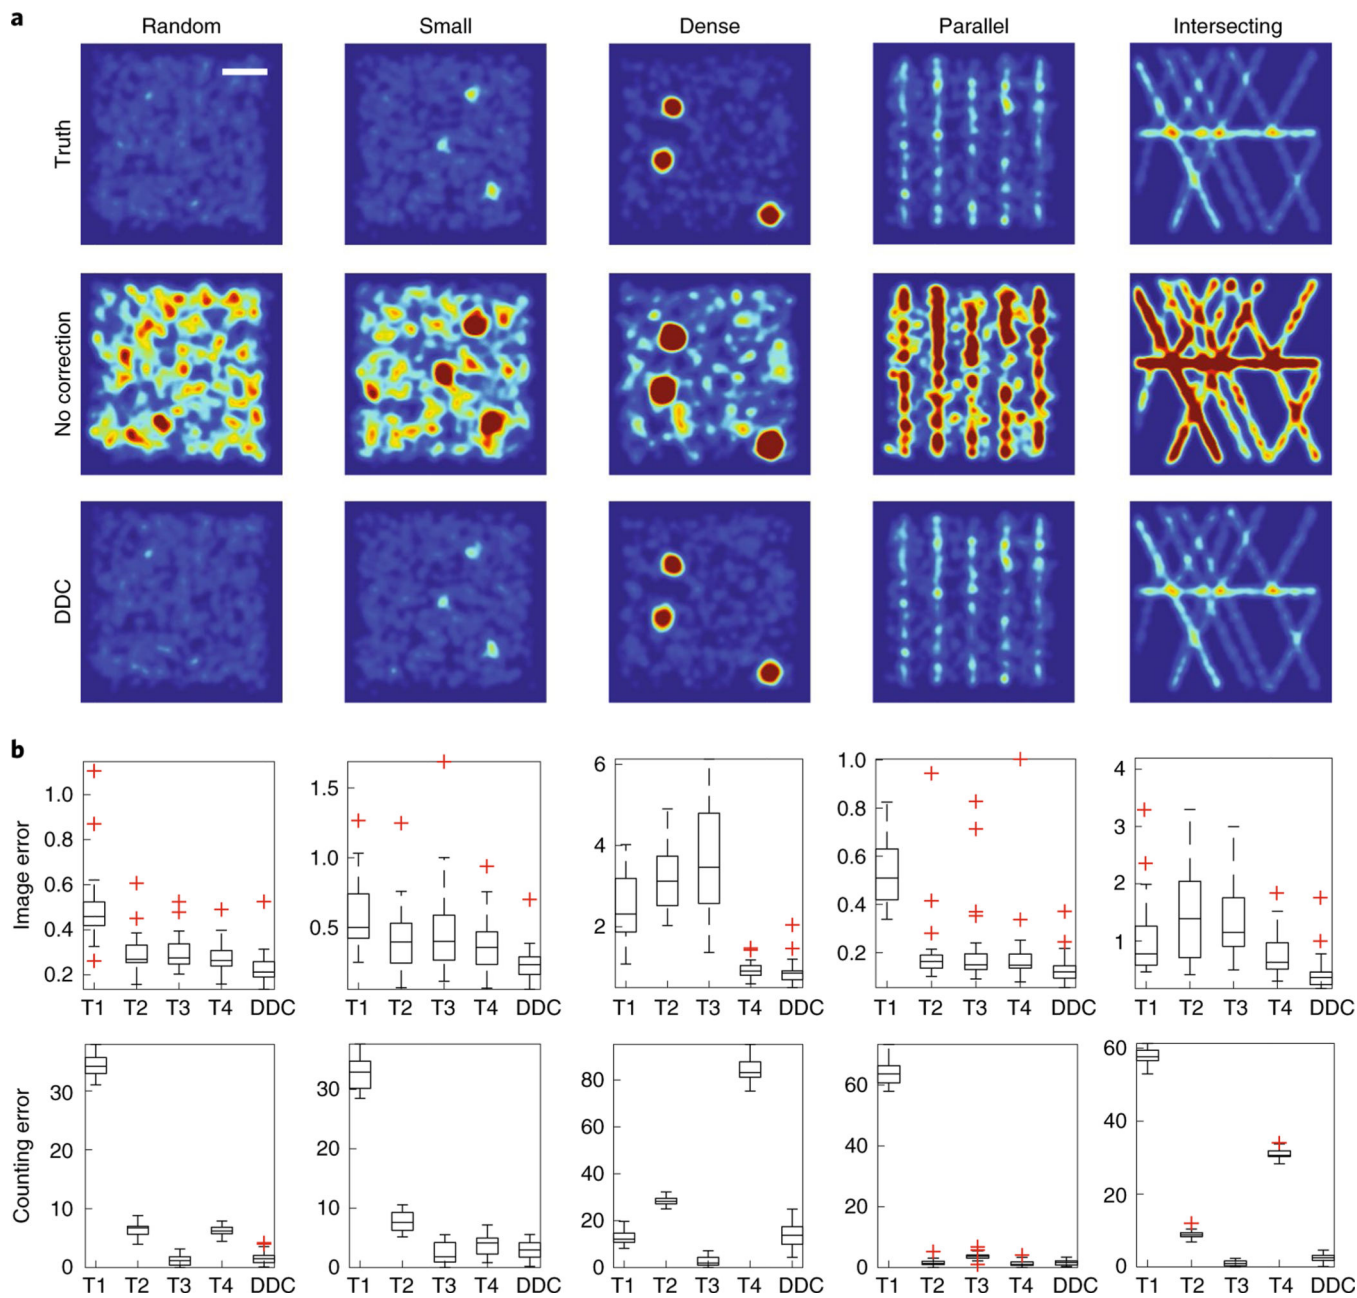 a
Random Small Dense Parallel Intersecting
Truth
No correction
DDC
b
Image error
1.0
0.8
0.6
0.4
0.2
T1 T2 T3 T4 DDC
1.5
1.0
0.5
T1 T2 T3 T4 DDC
6
4
2
T1 T2 T3 T4 DDC
1.0
0.8
0.6
0.4
0.2
T1 T2 T3 T4 DDC
4
3
2
1
T1 T2 T3 T4 DDC
Counting error
30
20
10
0
T1 T2 T3 T4 DDC
30
20
10
0
T1 T2 T3 T4 DDC
80
60
40
20
0
T1 T2 T3 T4 DDC
60
40
20
0
T1 T2 T3 T4 DDC
60
40
20
0
T1 T2 T3 T4 DDC